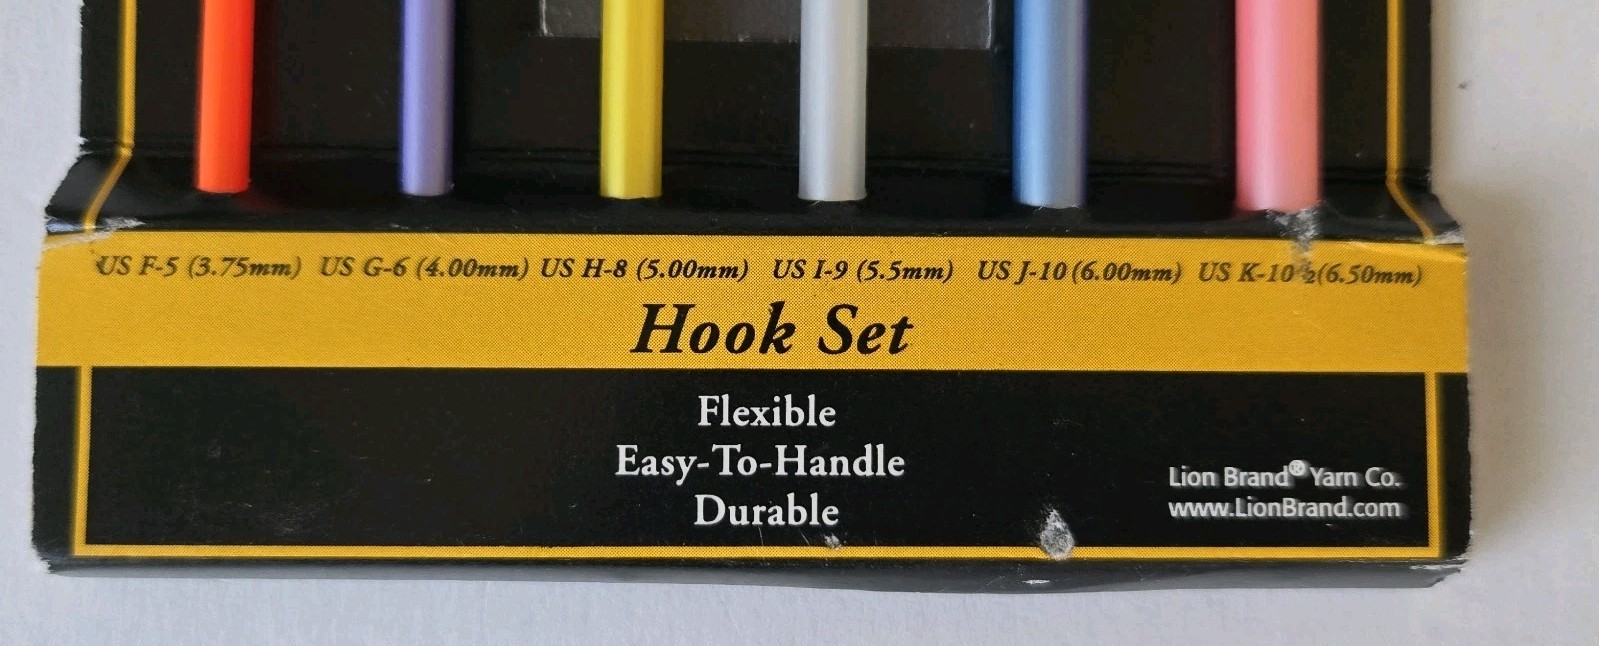 US F-5 (3.75mm) US G-6 (4.00mm) US H-8 (5.00mm) US I-9 (5.5mm) US J-10 (6.00mm) US K-10½(6.50mm)
Hook Set
Flexible
Easy-To-Handle
Durable
Lion Brand® Yarn Co.
www.LionBrand.com